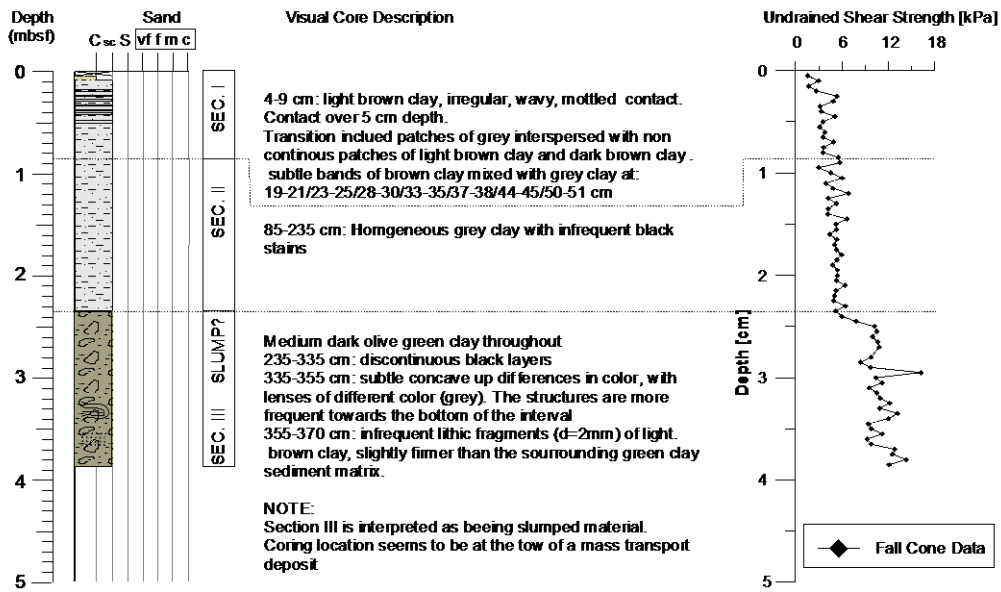 Depth
(mbsf)
Sand
C sc S vf f m c
Visual Core Description
Undrained Shear Strength [kPa]
0 6 12 18
0
1
2
3
4
5
SEC. I
SEC. II
SEC. III SLUMP?
4-9 cm: light brown clay, irregular, wavy, mottled contact.
Contact over 5 cm depth.
Transition inclued patches of grey interspersed with non
continous patches of light brown clay and dark brown clay .
subtle bands of brown clay mixed with grey clay at:
19-21/23-25/28-30/33-35/37-38/44-45/50-51 cm
85-235 cm: Homgeneous grey clay with infrequent black
stains
Medium dark olive green clay throughout
235-335 cm: discontinuous black layers
335-355 cm: subtle concave up differences in color, with
lenses of different color (grey). The structures are more
frequent towards the bottom of the interval
355-370 cm: infrequent lithic fragments (d=2mm) of light.
brown clay, slightly firmer than the sourrounding green clay
sediment matrix.
NOTE:
Section III is interpreted as beeing slumped material.
Coring location seems to be at the tow of a mass transport
deposit
Depth [cm]
0
1
2
3
4
5
Fall Cone Data